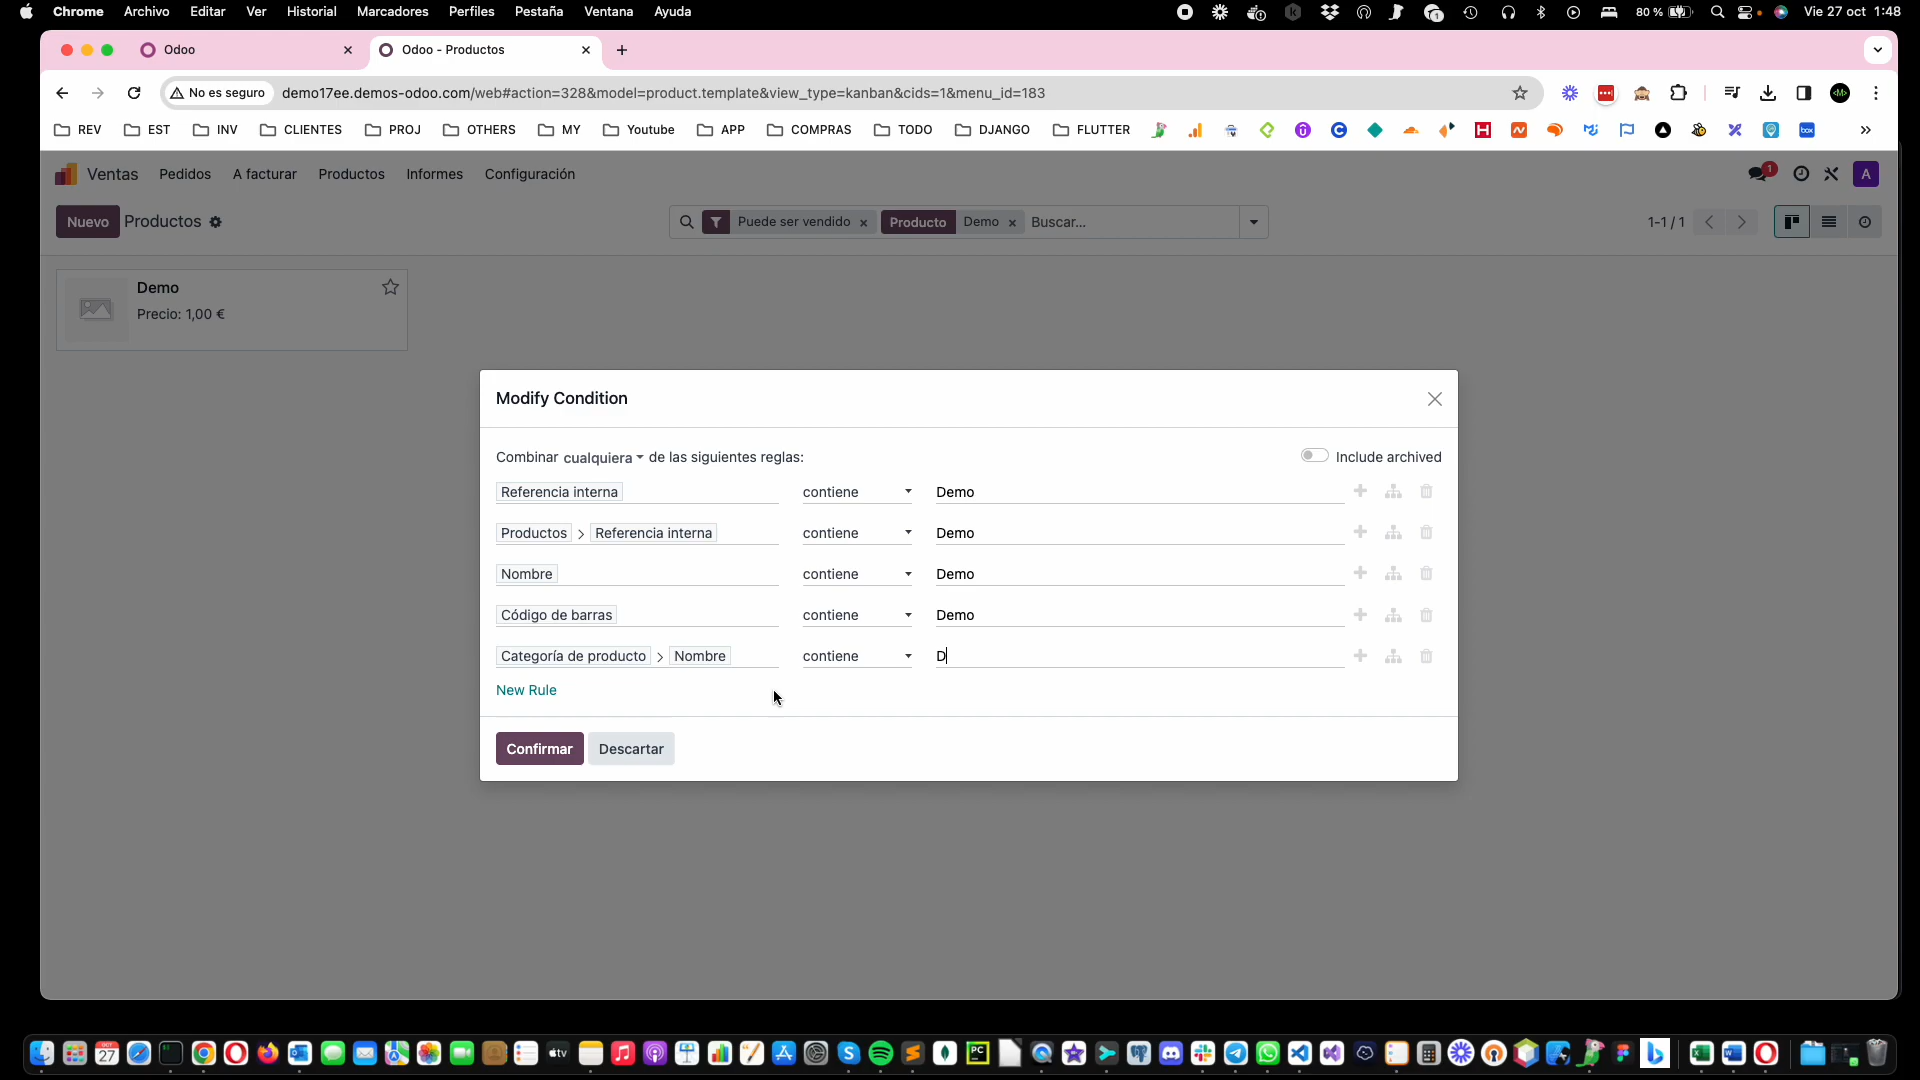 Chrome Archivo Editar Ver Historial Marcadores Perfiles Pestaña Ventana Ayuda 80 % Vie 27 oct 1:48
Odoo Odoo - Productos
No es seguro demo17ee.demos-odoo.com/web#action=328&model=product.template&view_type=kanban&cids=1&menu_id=183
REV EST INV CLIENTES PROJ OTHERS MY Youtube APP COMPRAS TODO DJANGO FLUTTER
Ventas Pedidos A facturar Productos Informes Configuración 1 A
Nuevo Productos Puede ser vendido Producto Demo Buscar... 1-1 / 1
Demo
Precio: 1,00 €
Modify Condition
Combinar cualquiera de las siguientes reglas: Include archived
Referencia interna contiene Demo
Productos > Referencia interna contiene Demo
Nombre contiene Demo
Código de barras contiene Demo
Categoría de producto > Nombre contiene D
New Rule
Confirmar Descartar